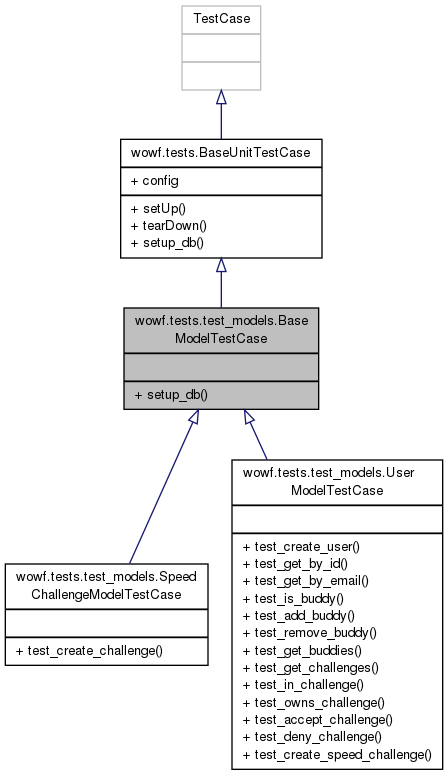 TestCase
wowf.tests.BaseUnitTestCase
+ config
+ setUp()
+ tearDown()
+ setup_db()
wowf.tests.test_models.Base
ModelTestCase
+ setup_db()
wowf.tests.test_models.User
ModelTestCase
+ test_create_user()
+ test_get_by_id()
+ test_get_by_email()
+ test_is_buddy()
+ test_add_buddy()
+ test_remove_buddy()
+ test_get_buddies()
+ test_get_challenges()
+ test_in_challenge()
+ test_owns_challenge()
+ test_accept_challenge()
+ test_deny_challenge()
+ test_create_speed_challenge()
wowf.tests.test_models.Speed
ChallengeModelTestCase
+ test_create_challenge()